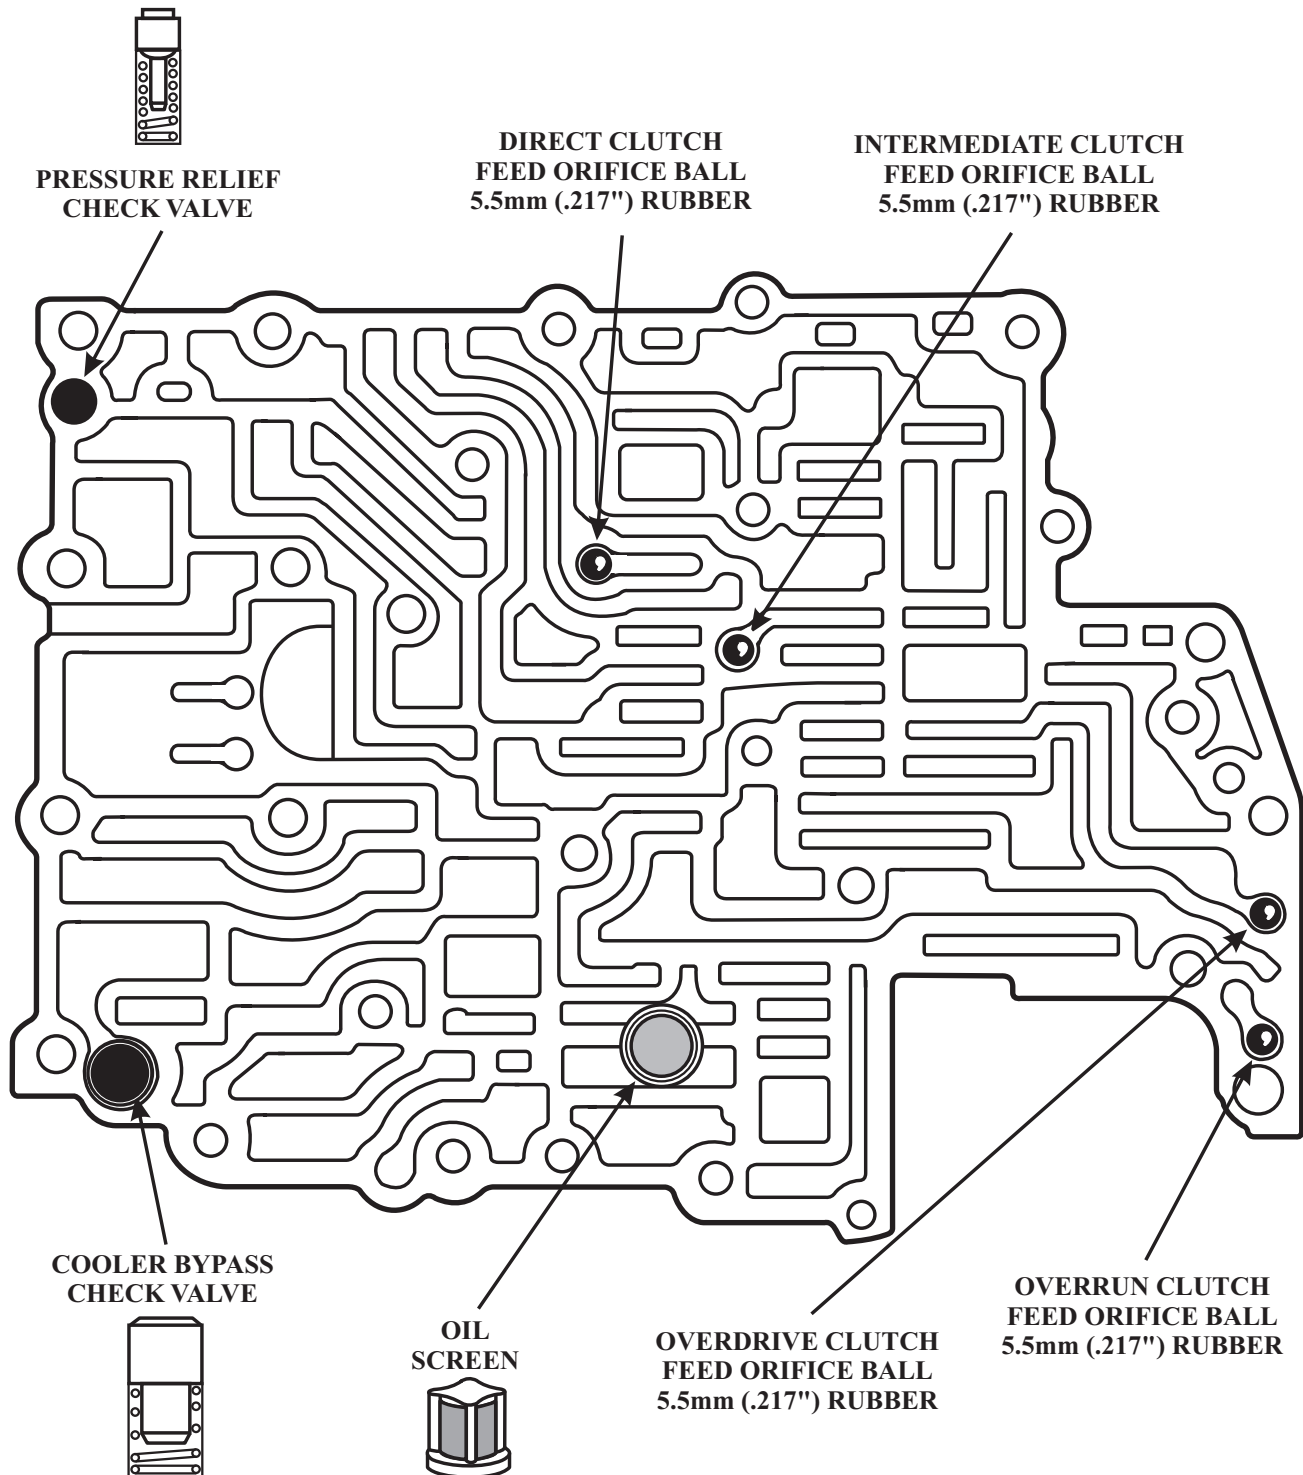 PRESSURE RELIEF
CHECK VALVE
DIRECT CLUTCH
FEED ORIFICE BALL
5.5mm (.217") RUBBER
INTERMEDIATE CLUTCH
FEED ORIFICE BALL
5.5mm (.217") RUBBER
COOLER BYPASS
CHECK VALVE
OIL
SCREEN
OVERDRIVE CLUTCH
FEED ORIFICE BALL
5.5mm (.217") RUBBER
OVERRUN CLUTCH
FEED ORIFICE BALL
5.5mm (.217") RUBBER